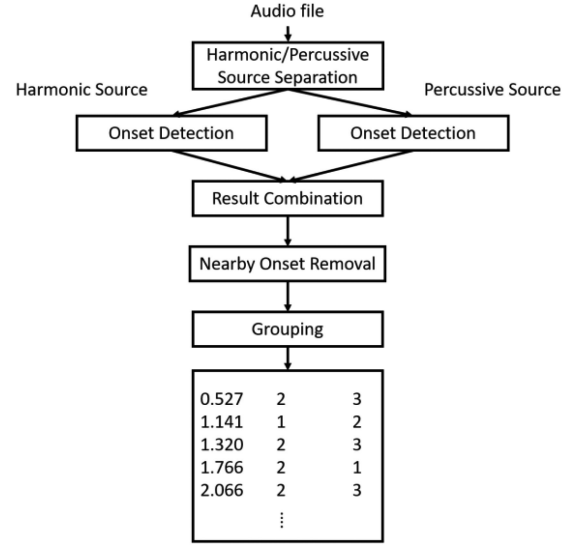 Audio file
Harmonic/Percussive
Source Separation
Harmonic Source
Percussive Source
Onset Detection
Onset Detection
Result Combination
Nearby Onset Removal
Grouping
0.527 2 3
1.141 1 2
1.320 2 3
1.766 2 1
2.066 2 3
⋮